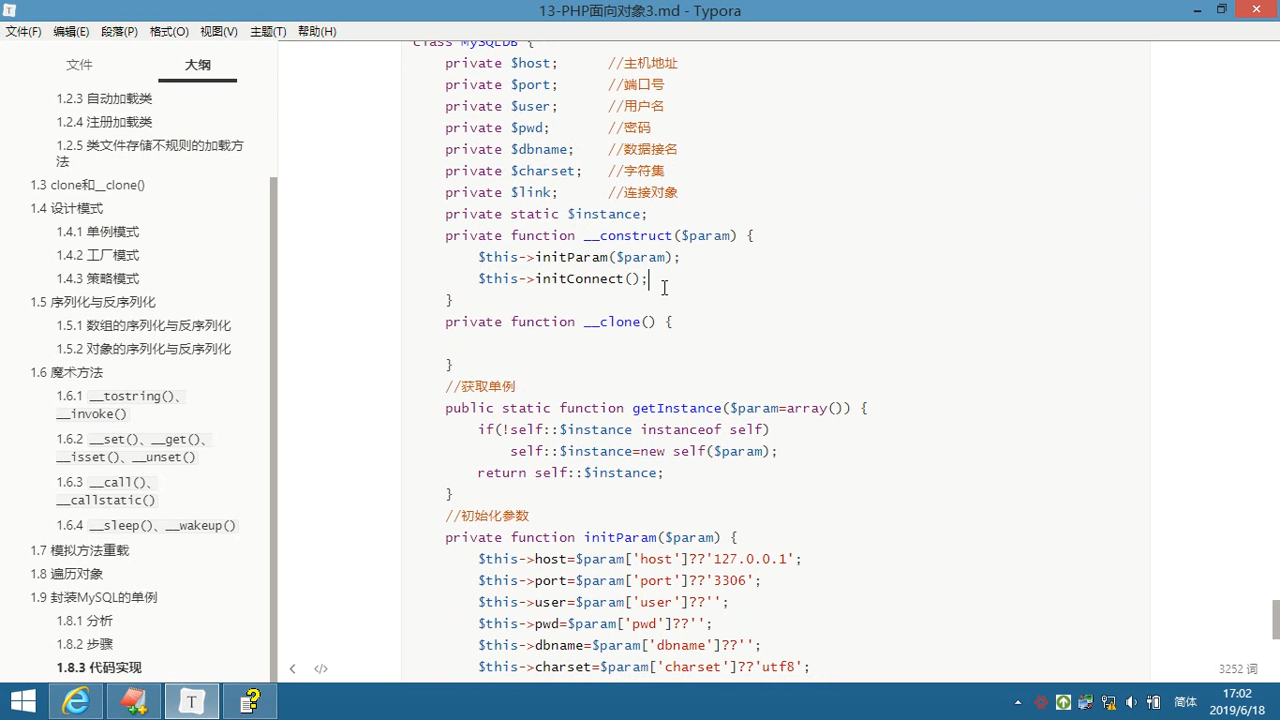 13-PHP面向对象3.md - Typora
文件(F) 编辑(E) 段落(P) 格式(O) 视图(V) 主题(T) 帮助(H)
文件 大纲
1.2.3 自动加载类
1.2.4 注册加载类
1.2.5 类文件存储不规则的加载方
法
1.3 clone和__clone()
1.4 设计模式
1.4.1 单例模式
1.4.2 工厂模式
1.4.3 策略模式
1.5 序列化与反序列化
1.5.1 数组的序列化与反序列化
1.5.2 对象的序列化与反序列化
1.6 魔术方法
1.6.1 __tostring()、
__invoke()
1.6.2 __set()、__get()、
__isset()、__unset()
1.6.3 __call()、
__callstatic()
1.6.4 __sleep()、__wakeup()
1.7 模拟方法重载
1.8 遍历对象
1.9 封装MySQL的单例
1.8.1 分析
1.8.2 步骤
1.8.3 代码实现
class MySQLDB {
private $host; //主机地址
private $port; //端口号
private $user; //用户名
private $pwd; //密码
private $dbname; //数据接名
private $charset; //字符集
private $link; //连接对象
private static $instance;
private function __construct($param) {
$this->initParam($param);
$this->initConnect();
}
private function __clone() {
}
//获取单例
public static function getInstance($param=array()) {
if(!self::$instance instanceof self)
self::$instance=new self($param);
return self::$instance;
}
//初始化参数
private function initParam($param) {
$this->host=$param['host']??'127.0.0.1';
$this->port=$param['port']??'3306';
$this->user=$param['user']??'';
$this->pwd=$param['pwd']??'';
$this->dbname=$param['dbname']??'';
$this->charset=$param['charset']??'utf8';
3252 词
简体
17:02
2019/6/18